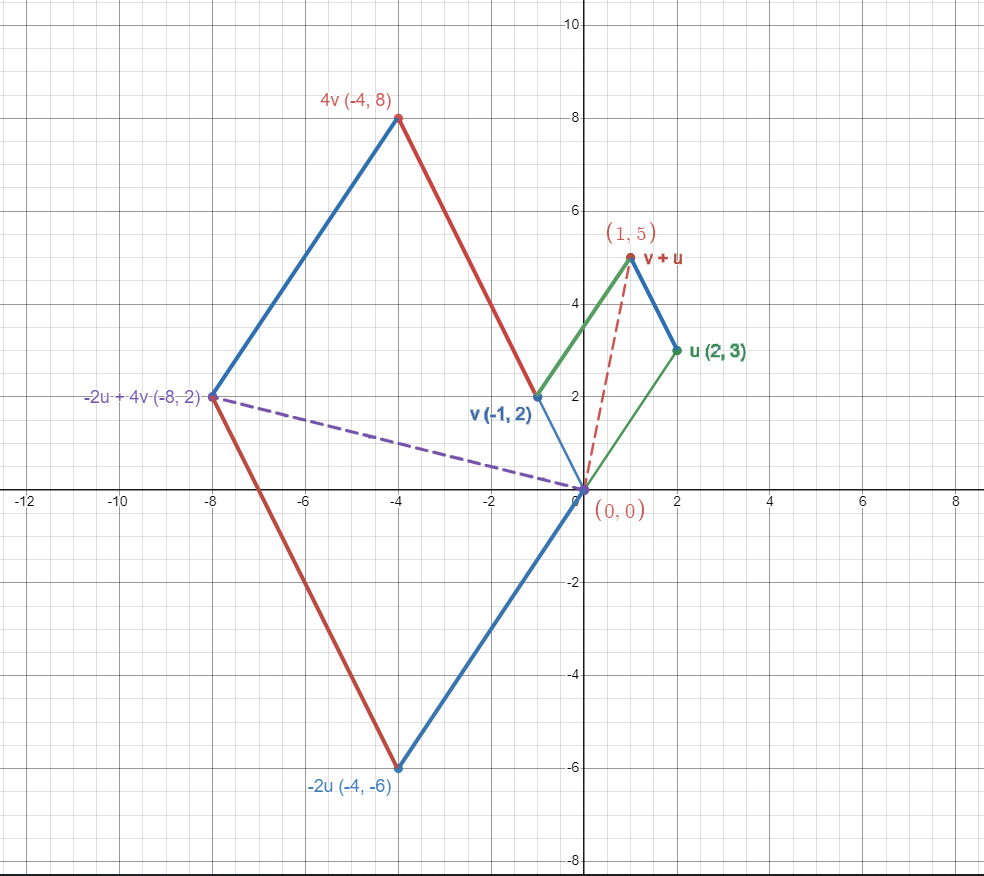 10
4v (-4, 8)
8
6
(1, 5)
v + u
4
u (2, 3)
-2u + 4v (-8, 2)
2
v (-1, 2)
-12 -10 -8 -6 -4 -2 0 2 4 6 8
(0, 0)
-2
-4
-6
-2u (-4, -6)
-8